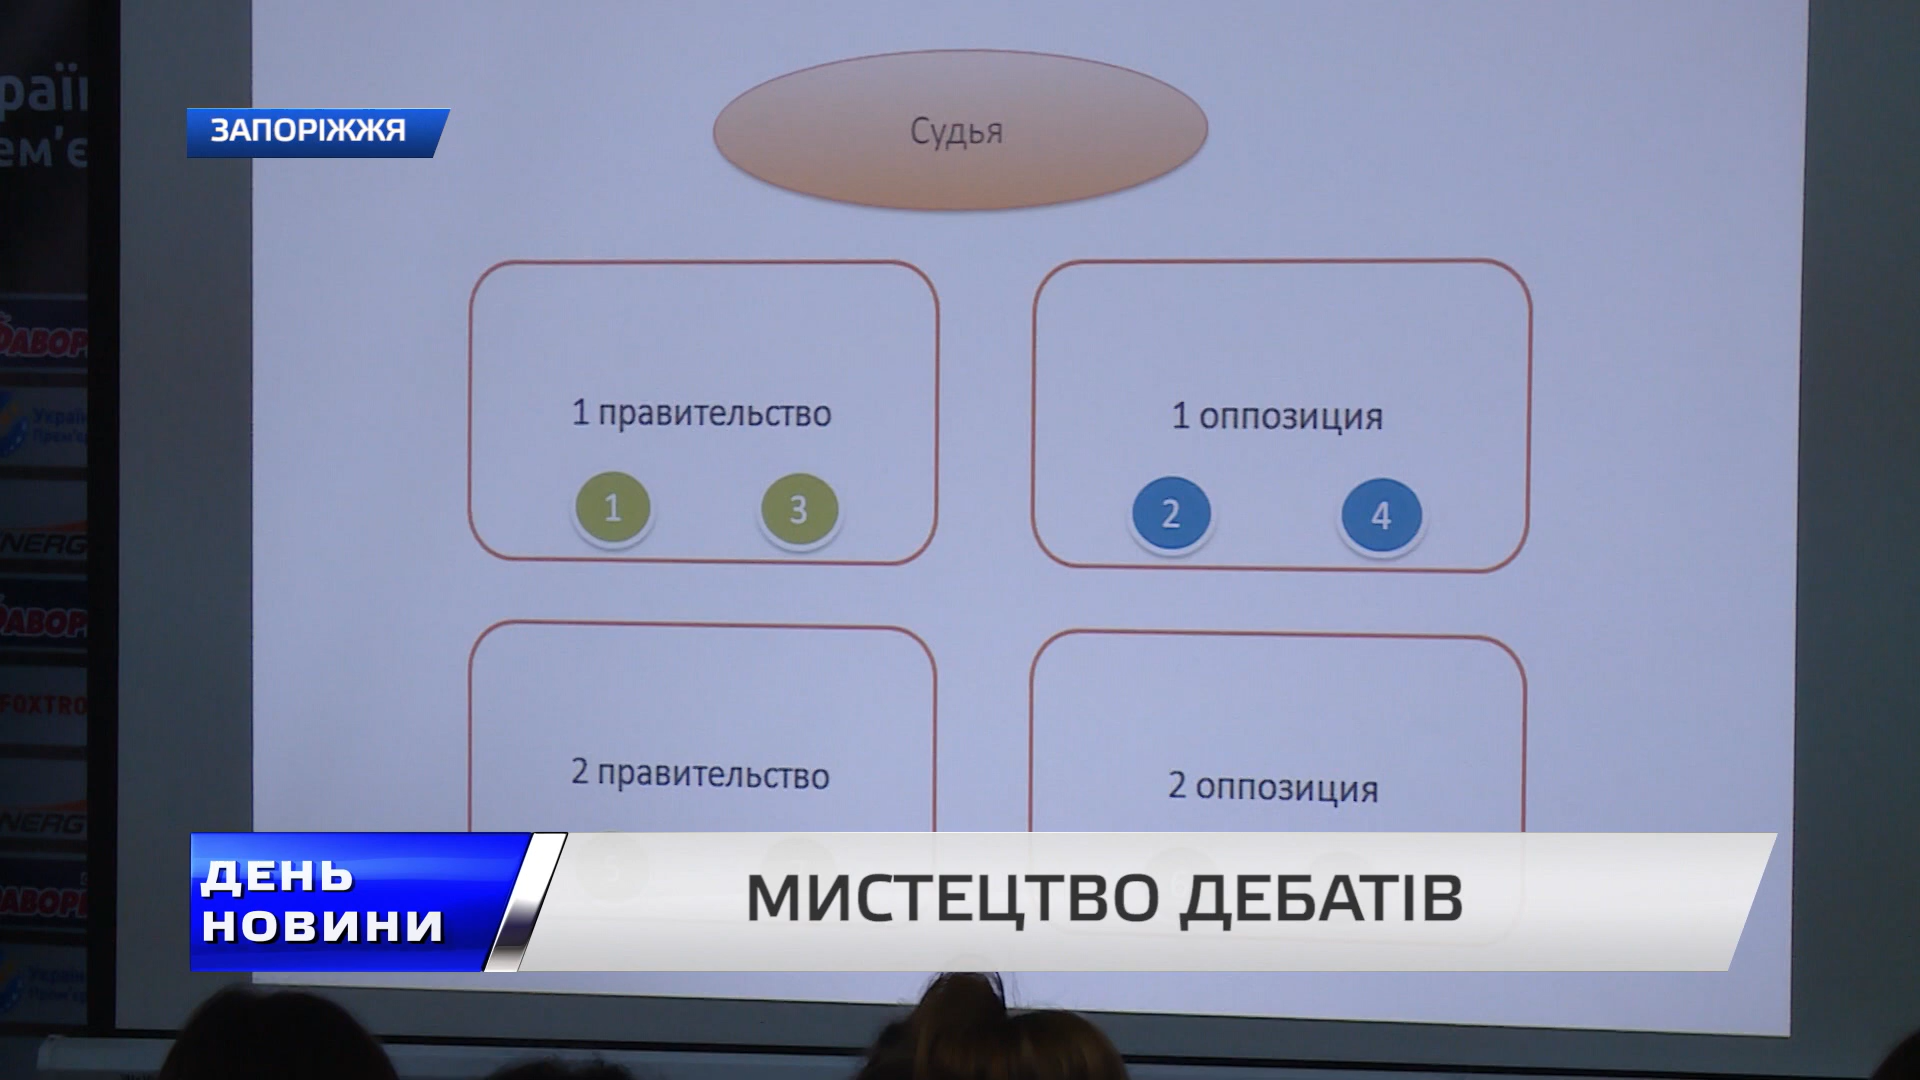 ЗАПОРІЖЖЯ
Судья
1 правительство
1 оппозиция
1
3
2
4
2 правительство
2 оппозиция
ДЕНЬ
НОВИНИ
МИСТЕЦТВО ДЕБАТІВ